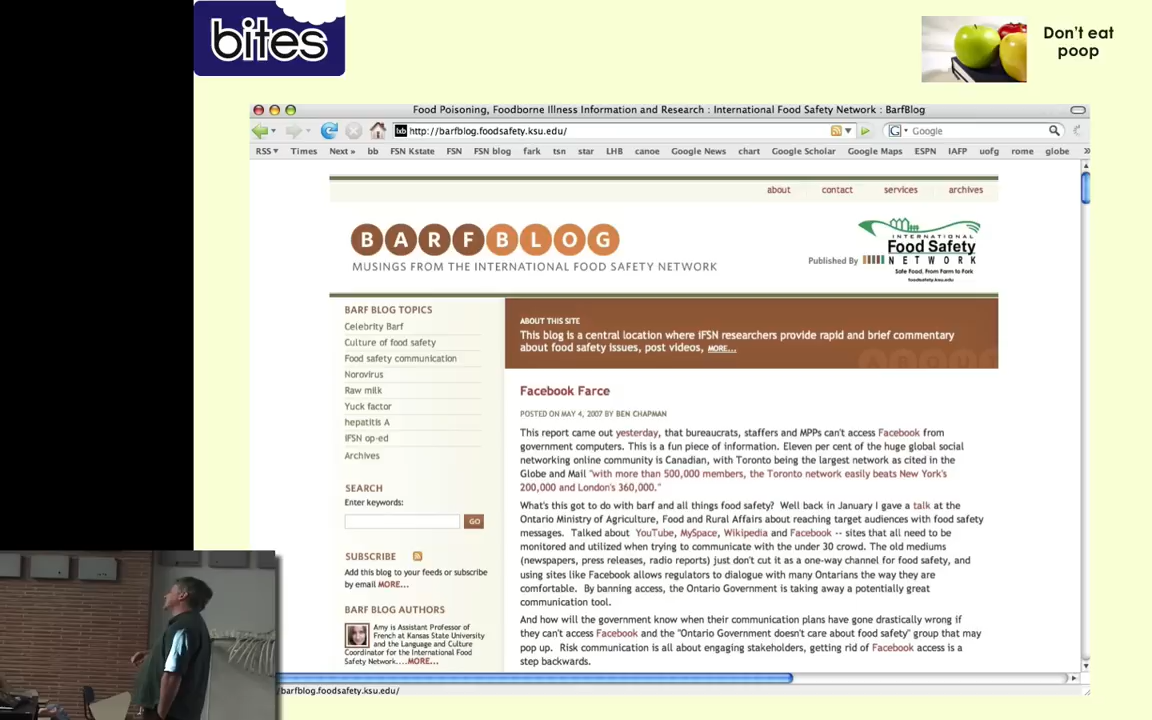 bites
Don't eat
poop
Food Poisoning, Foodborne Illness Information and Research : International Food Safety Network : BarfBlog
http://barfblog.foodsafety.ksu.edu/
Google
RSS Times Next » bb FSN Kstate FSN FSN blog fark tsn star LHB canoe Google News chart Google Scholar Google Maps ESPN IAFP uofg rome globe »
about contact services archives
BARFBLOG
MUSINGS FROM THE INTERNATIONAL FOOD SAFETY NETWORK
Published By
INTERNATIONAL
Food Safety
NETWORK
Safe Food, From Farm to Fork
foodsafety.ksu.edu
BARF BLOG TOPICS
Celebrity Barf
Culture of food safety
Food safety communication
Norovirus
Raw milk
Yuck factor
hepatitis A
IFSN op-ed
Archives
SEARCH
Enter keywords:
GO
SUBSCRIBE
Add this blog to your feeds or subscribe
by email MORE...
BARF BLOG AUTHORS
Amy is Assistant Professor of
French at Kansas State University
and the Language and Culture
Coordinator for the International Food
Safety Network....MORE...
ABOUT THIS SITE
This blog is a central location where iFSN researchers provide rapid and brief commentary
about food safety issues, post videos, MORE...
Facebook Farce
POSTED ON MAY 4, 2007 BY BEN CHAPMAN
This report came out yesterday, that bureaucrats, staffers and MPPs can't access Facebook from
government computers. This is a fun piece of information. Eleven per cent of the huge global social
networking online community is Canadian, with Toronto being the largest network as cited in the
Globe and Mail "with more than 500,000 members, the Toronto network easily beats New York's
200,000 and London's 360,000."
What's this got to do with barf and all things food safety? Well back in January I gave a talk at the
Ontario Ministry of Agriculture, Food and Rural Affairs about reaching target audiences with food safety
messages. Talked about YouTube, MySpace, Wikipedia and Facebook -- sites that all need to be
monitored and utilized when trying to communicate with the under 30 crowd. The old mediums
(newspapers, press releases, radio reports) just don't cut it as a one-way channel for food safety, and
using sites like Facebook allows regulators to dialogue with many Ontarians the way they are
comfortable. By banning access, the Ontario Government is taking away a potentially great
communication tool.
And how will the government know when their communication plans have gone drastically wrong if
they can't access Facebook and the "Ontario Government doesn't care about food safety" group that may
pop up. Risk communication is all about engaging stakeholders, getting rid of Facebook access is a
step backwards.
/barfblog.foodsafety.ksu.edu/